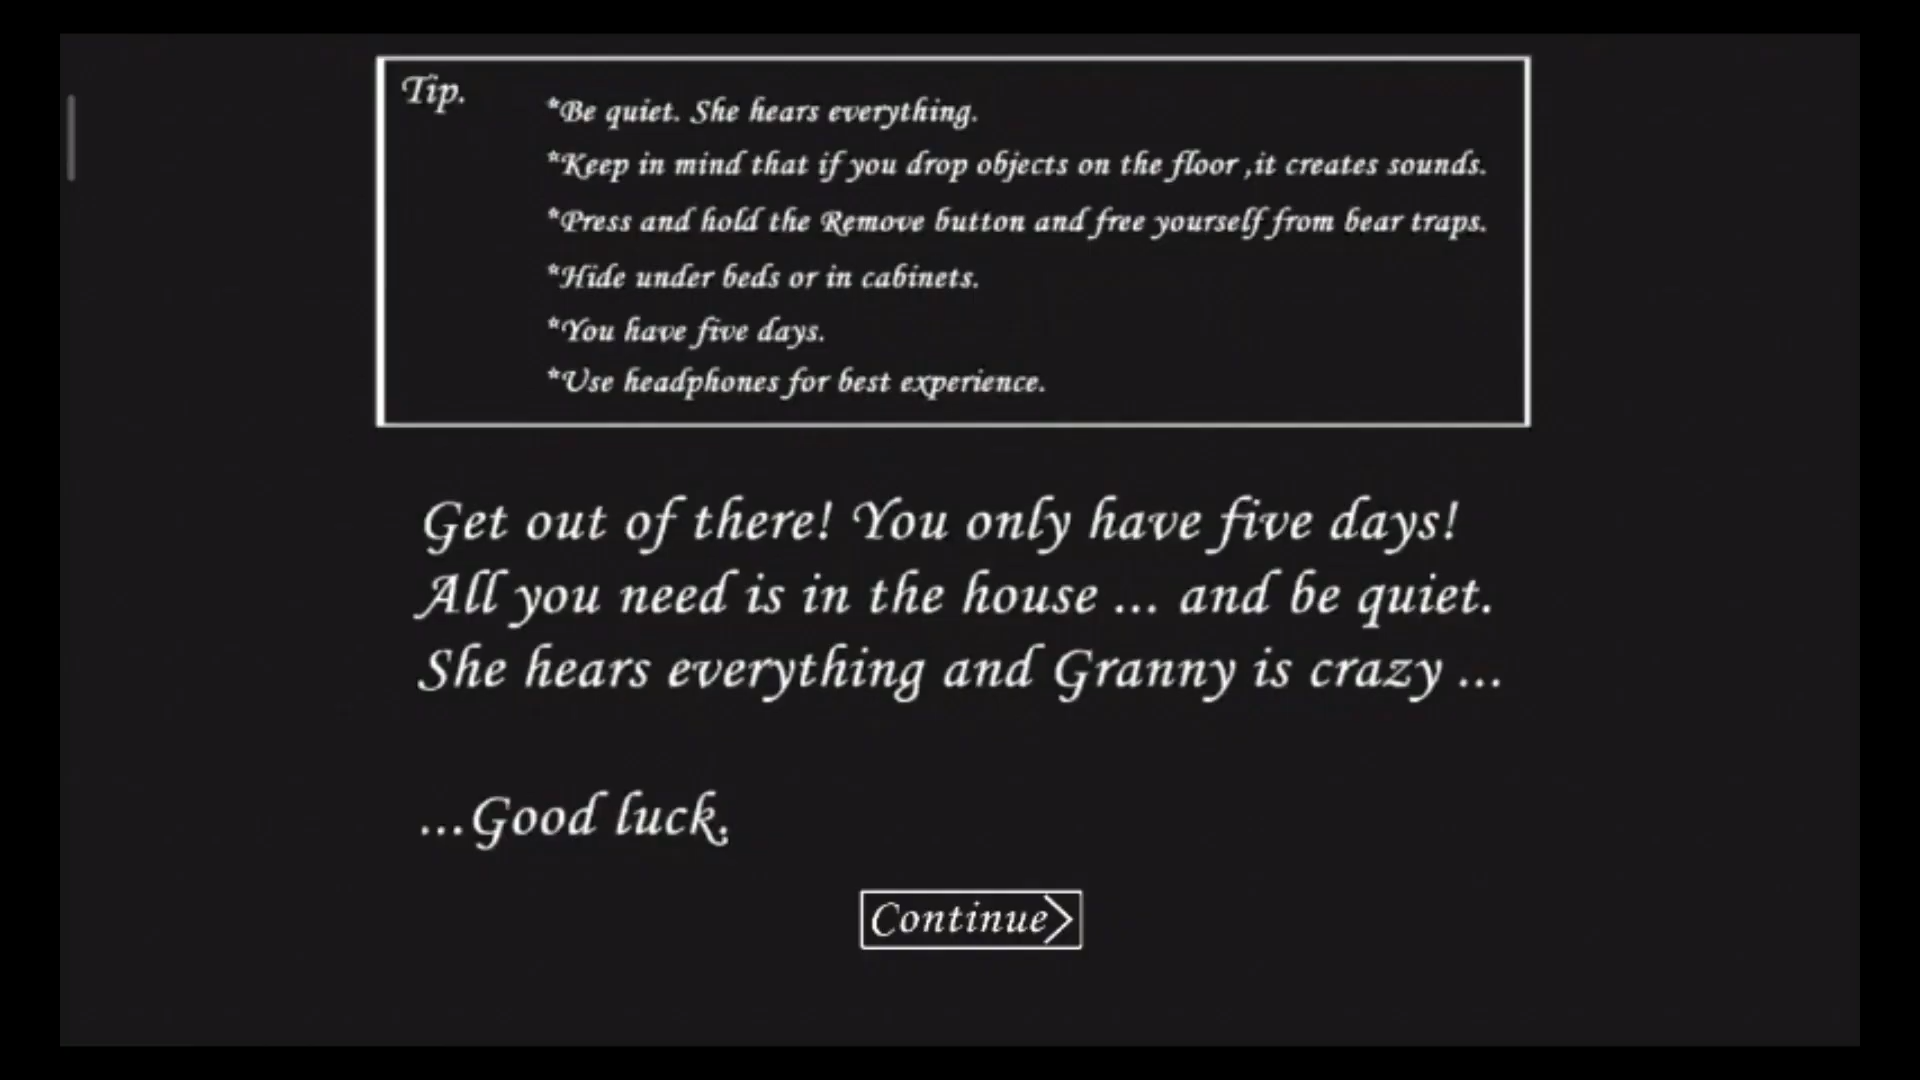 Tip.
*Be quiet. She hears everything.
*Keep in mind that if you drop objects on the floor ,it creates sounds.
*Press and hold the Remove button and free yourself from bear traps.
*Hide under beds or in cabinets.
*You have five days.
*Use headphones for best experience.
Get out of there! You only have five days!
All you need is in the house ... and be quiet.
She hears everything and Granny is crazy ...
...Good luck.
Continue>